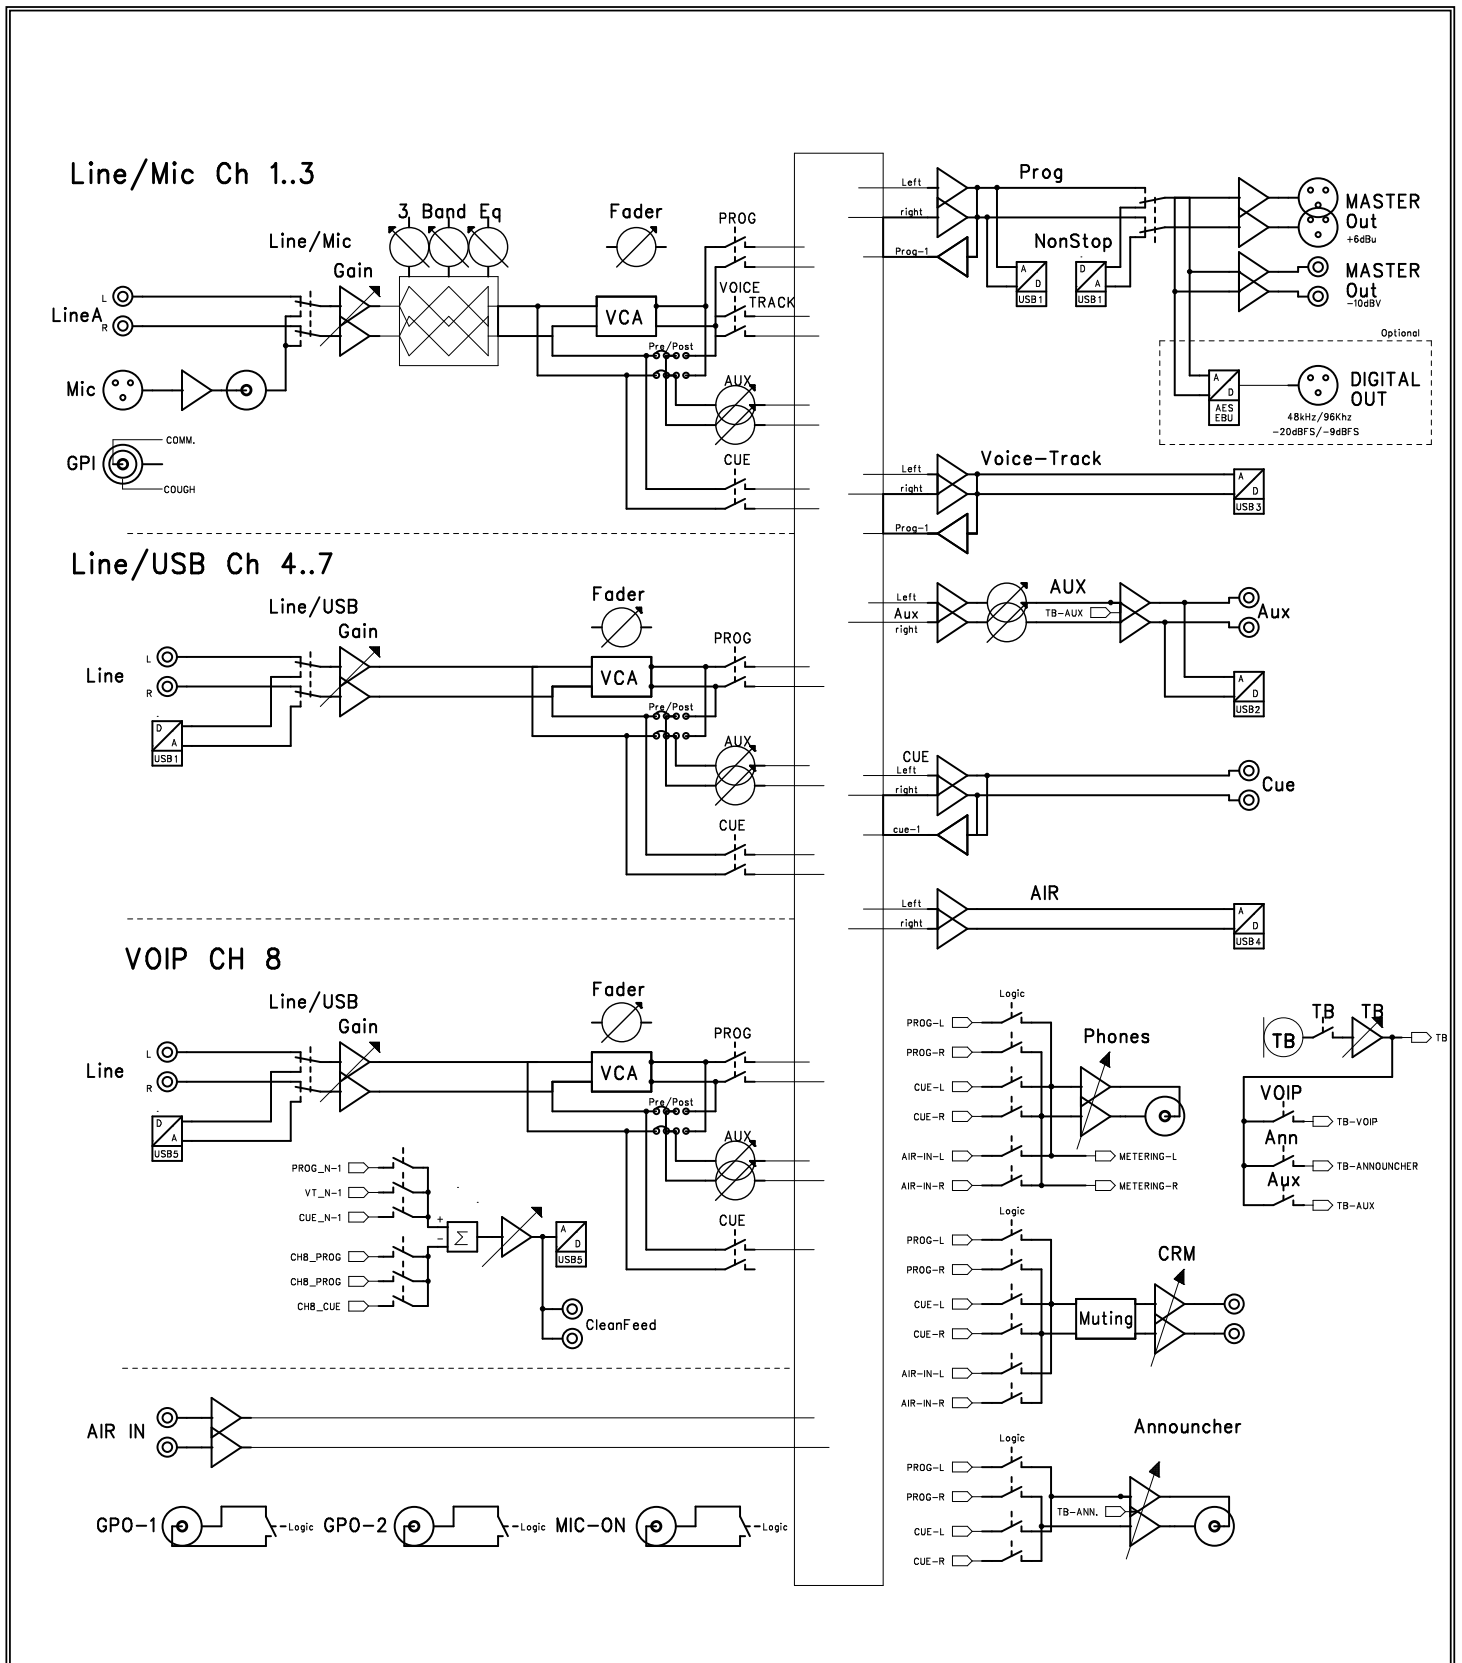 Line/Mic Ch 1..3
3 Band Eq
Fader
PROG
Line/Mic
Gain
VOICE
TRACK
LineA
L
R
VCA
Pre/Post
Mic
AUX
GPI
COMM.
COUGH
CUE
Line/USB Ch 4..7
Line/USB
Fader
Gain
PROG
Line
L
R
VCA
Pre/Post
D
A
USB1
AUX
CUE
VOIP CH 8
Line/USB
Fader
Gain
PROG
Line
L
R
VCA
Pre/Post
D
A
USB5
AUX
PROG_N-1
VT_N-1
CUE_N-1
+
-
Σ
A
D
USB5
CUE
CH8_PROG
CH8_PROG
CH8_CUE
CleanFeed
AIR IN
GPO-1
Logic
GPO-2
Logic
MIC-ON
Logic
Prog
Left
right
Prog-1
NonStop
A
D
USB1
D
A
USB1
MASTER
Out
+6dBu
MASTER
Out
-10dBV
Optional
A
D
AES
EBU
DIGITAL
OUT
48kHz/96Khz
-20dBFS/-9dBFS
Voice-Track
Left
right
Prog-1
A
D
USB3
AUX
Left
Aux
right
TB-AUX
Aux
A
D
USB2
CUE
Left
right
cue-1
Cue
AIR
Left
right
A
D
USB4
Logic
PROG-L
PROG-R
CUE-L
CUE-R
AIR-IN-L
AIR-IN-R
Phones
METERING-L
METERING-R
TB
TB
TB
TB
VOIP
TB-VOIP
Ann
TB-ANNOUNCHER
Aux
TB-AUX
Logic
PROG-L
PROG-R
CUE-L
CUE-R
AIR-IN-L
AIR-IN-R
Muting
CRM
Announcher
Logic
PROG-L
PROG-R
TB-ANN.
CUE-L
CUE-R